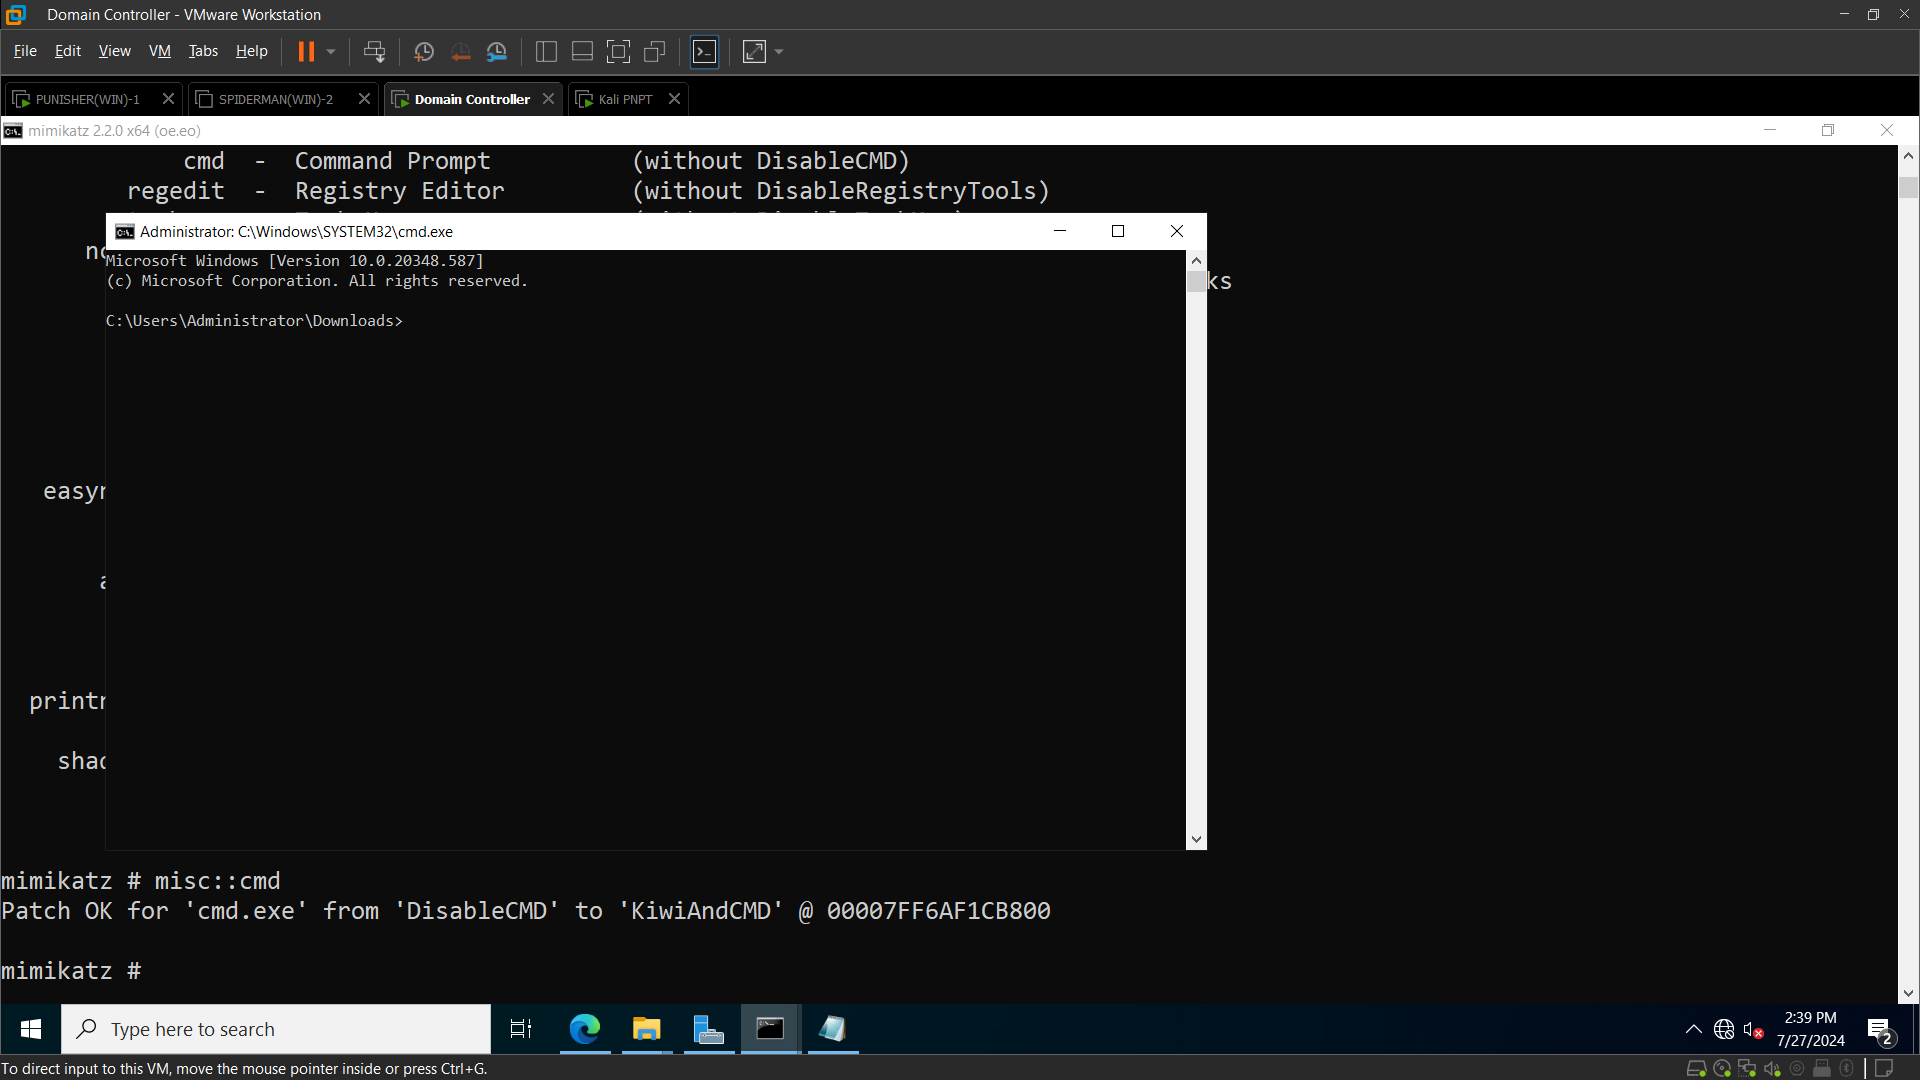 Domain Controller - VMware Workstation
File Edit View VM Tabs Help
PUNISHER(WIN)-1 SPIDERMAN(WIN)-2 Domain Controller Kali PNPT
mimikatz 2.2.0 x64 (oe.eo)
cmd - Command Prompt (without DisableCMD)
regedit - Registry Editor (without DisableRegistryTools)
Administrator: C:\Windows\SYSTEM32\cmd.exe
Microsoft Windows [Version 10.0.20348.587]
(c) Microsoft Corporation. All rights reserved.
ks
C:\Users\Administrator\Downloads>
easy
print
shad
mimikatz # misc::cmd
Patch OK for 'cmd.exe' from 'DisableCMD' to 'KiwiAndCMD' @ 00007FF6AF1CB800
mimikatz #
Type here to search
2:39 PM
7/27/2024
2
To direct input to this VM, move the mouse pointer inside or press Ctrl+G.